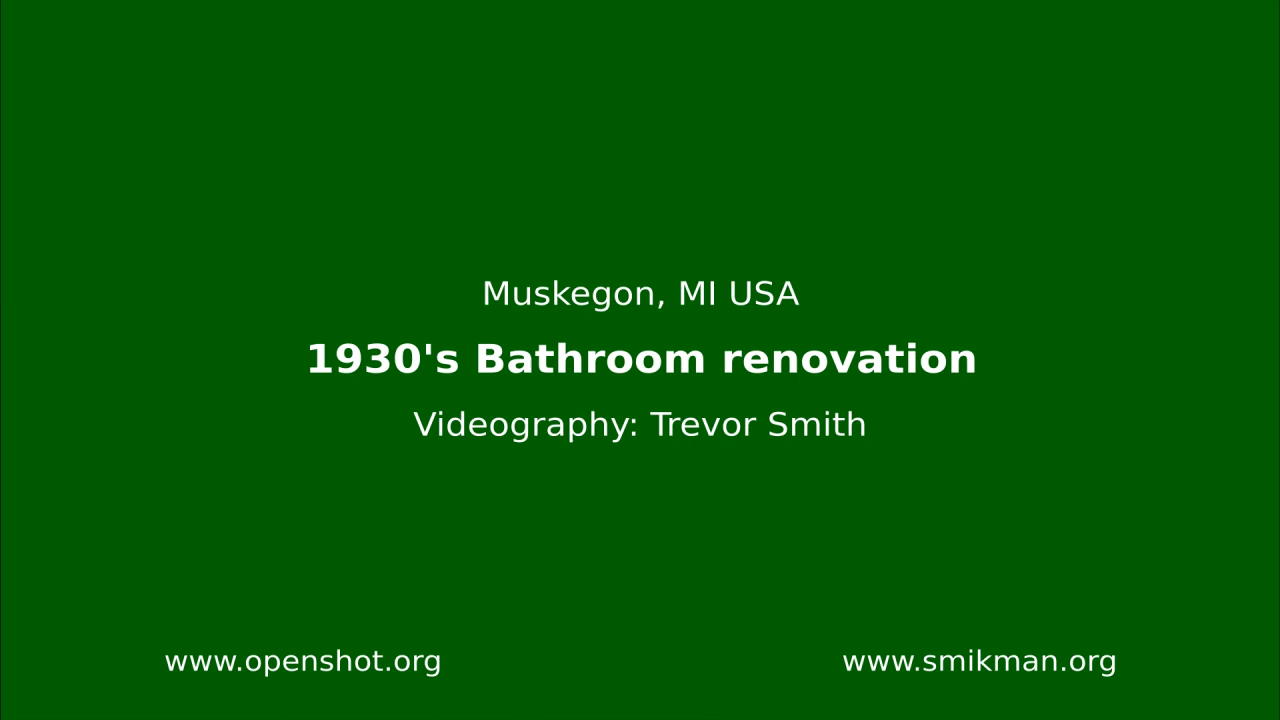 Muskegon, MI USA
1930's Bathroom renovation
Videography: Trevor Smith
www.openshot.org
www.smikman.org